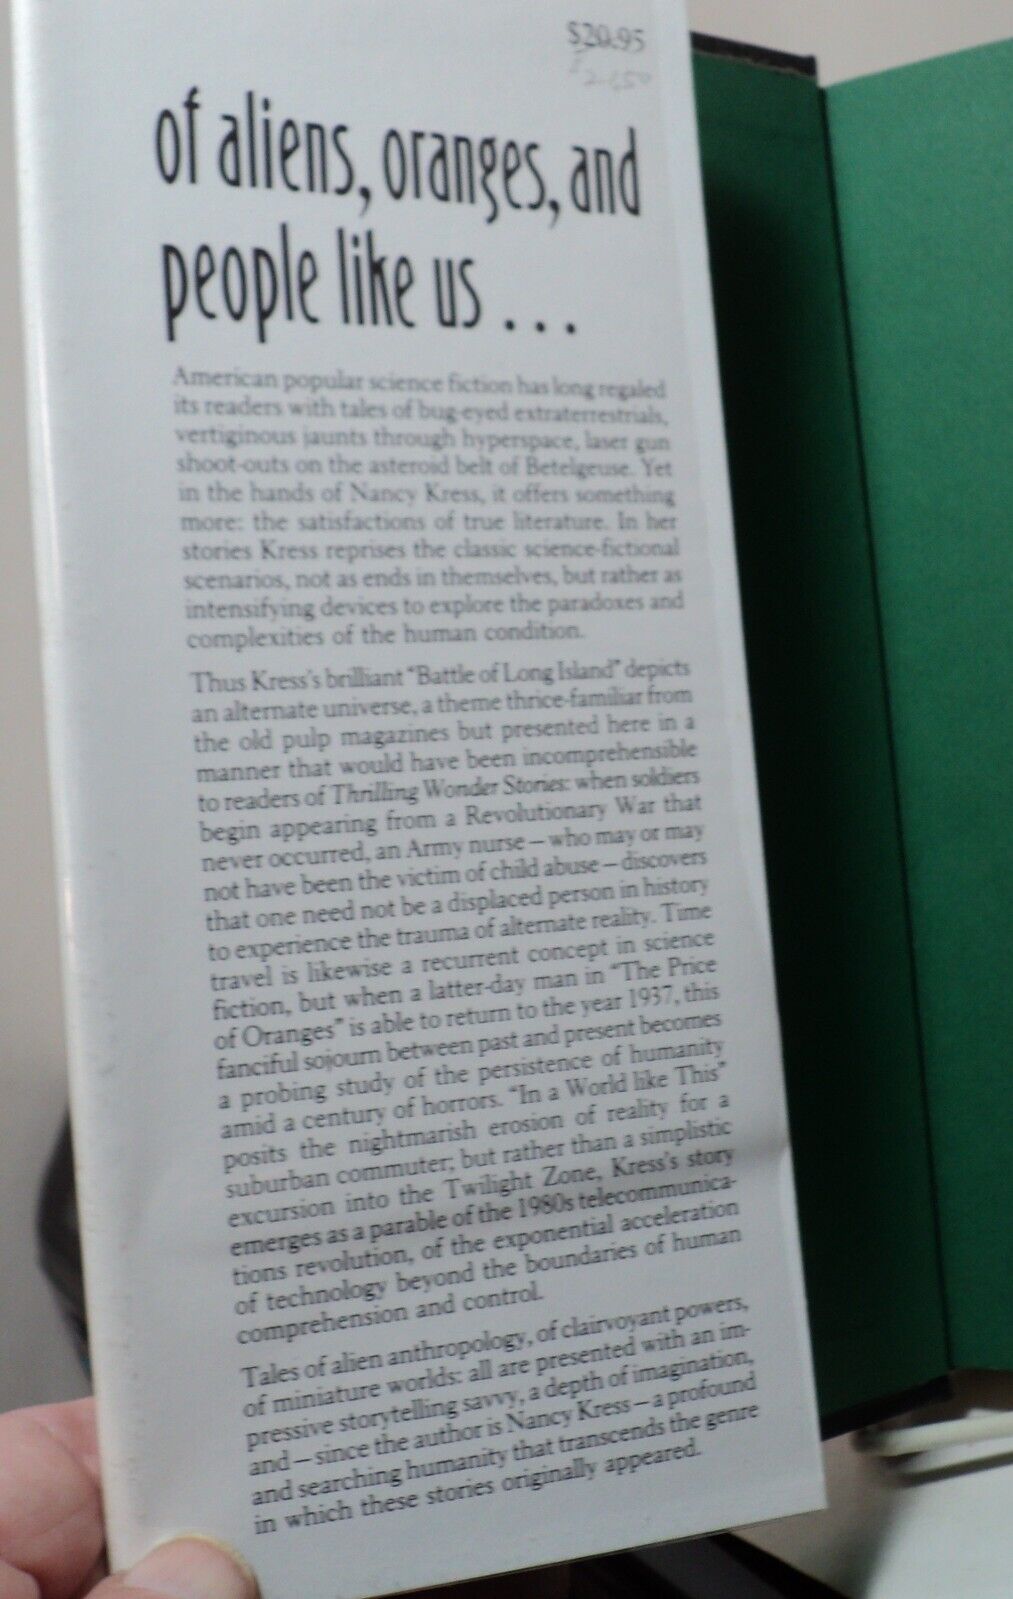 $20.95
of aliens, oranges, and
people like us . . .
American popular science fiction has long regaled
its readers with tales of bug-eyed extraterrestrials,
vertiginous jaunts through hyperspace, laser gun
shoot-outs on the asteroid belt of Betelgeuse. Yet
in the hands of Nancy Kress, it offers something
more: the satisfactions of true literature. In her
stories Kress reprises the classic science-fictional
scenarios, not as ends in themselves, but rather as
intensifying devices to explore the paradoxes and
complexities of the human condition.
Thus Kress's brilliant "Battle of Long Island" depicts
an alternate universe, a theme thrice-familiar from
the old pulp magazines but presented here in a
manner that would have been incomprehensible
to readers of Thrilling Wonder Stories: when soldiers
begin appearing from a Revolutionary War that
never occurred, an Army nurse — who may or may
not have been the victim of child abuse — discovers
that one need not be a displaced person in history
to experience the trauma of alternate reality. Time
travel is likewise a recurrent concept in science
fiction, but when a latter-day man in "The Price
of Oranges" is able to return to the year 1937, this
fanciful sojourn between past and present becomes
a probing study of the persistence of humanity
amid a century of horrors. "In a World like This"
posits the nightmarish erosion of reality for a
suburban commuter; but rather than a simplistic
excursion into the Twilight Zone, Kress's story
emerges as a parable of the 1980s telecommunica-
tions revolution, of the exponential acceleration
of technology beyond the boundaries of human
comprehension and control.
Tales of alien anthropology, of clairvoyant powers,
of miniature worlds: all are presented with an im-
pressive storytelling savvy, a depth of imagination,
and — since the author is Nancy Kress — a profound
and searching humanity that transcends the genre
in which these stories originally appeared.